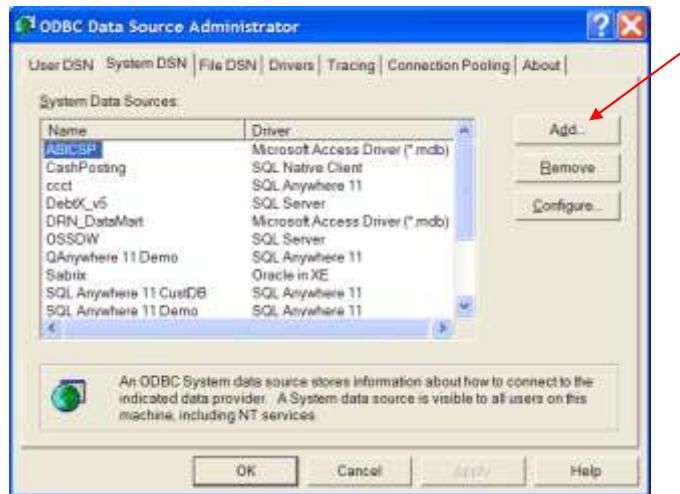 ODBC Data Source Administrator
User DSN System DSN File DSN Drivers Tracing Connection Pooling About
System Data Sources:
Name Driver
ABICSP Microsoft Access Driver (*.mdb)
CashPosting SQL Native Client
ccct SQL Anywhere 11
DebtX_v5 SQL Server
DRN_DataMart Microsoft Access Driver (*.mdb)
OSSDW SQL Server
QAnywhere 11 Demo SQL Anywhere 11
Sabrix Oracle in XE
SQL Anywhere 11 CustDB SQL Anywhere 11
SQL Anywhere 11 Demo SQL Anywhere 11
Add...
Remove
Configure...
An ODBC System data source stores information about how to connect to the
indicated data provider. A System data source is visible to all users on this
machine, including NT services.
OK Cancel Apply Help